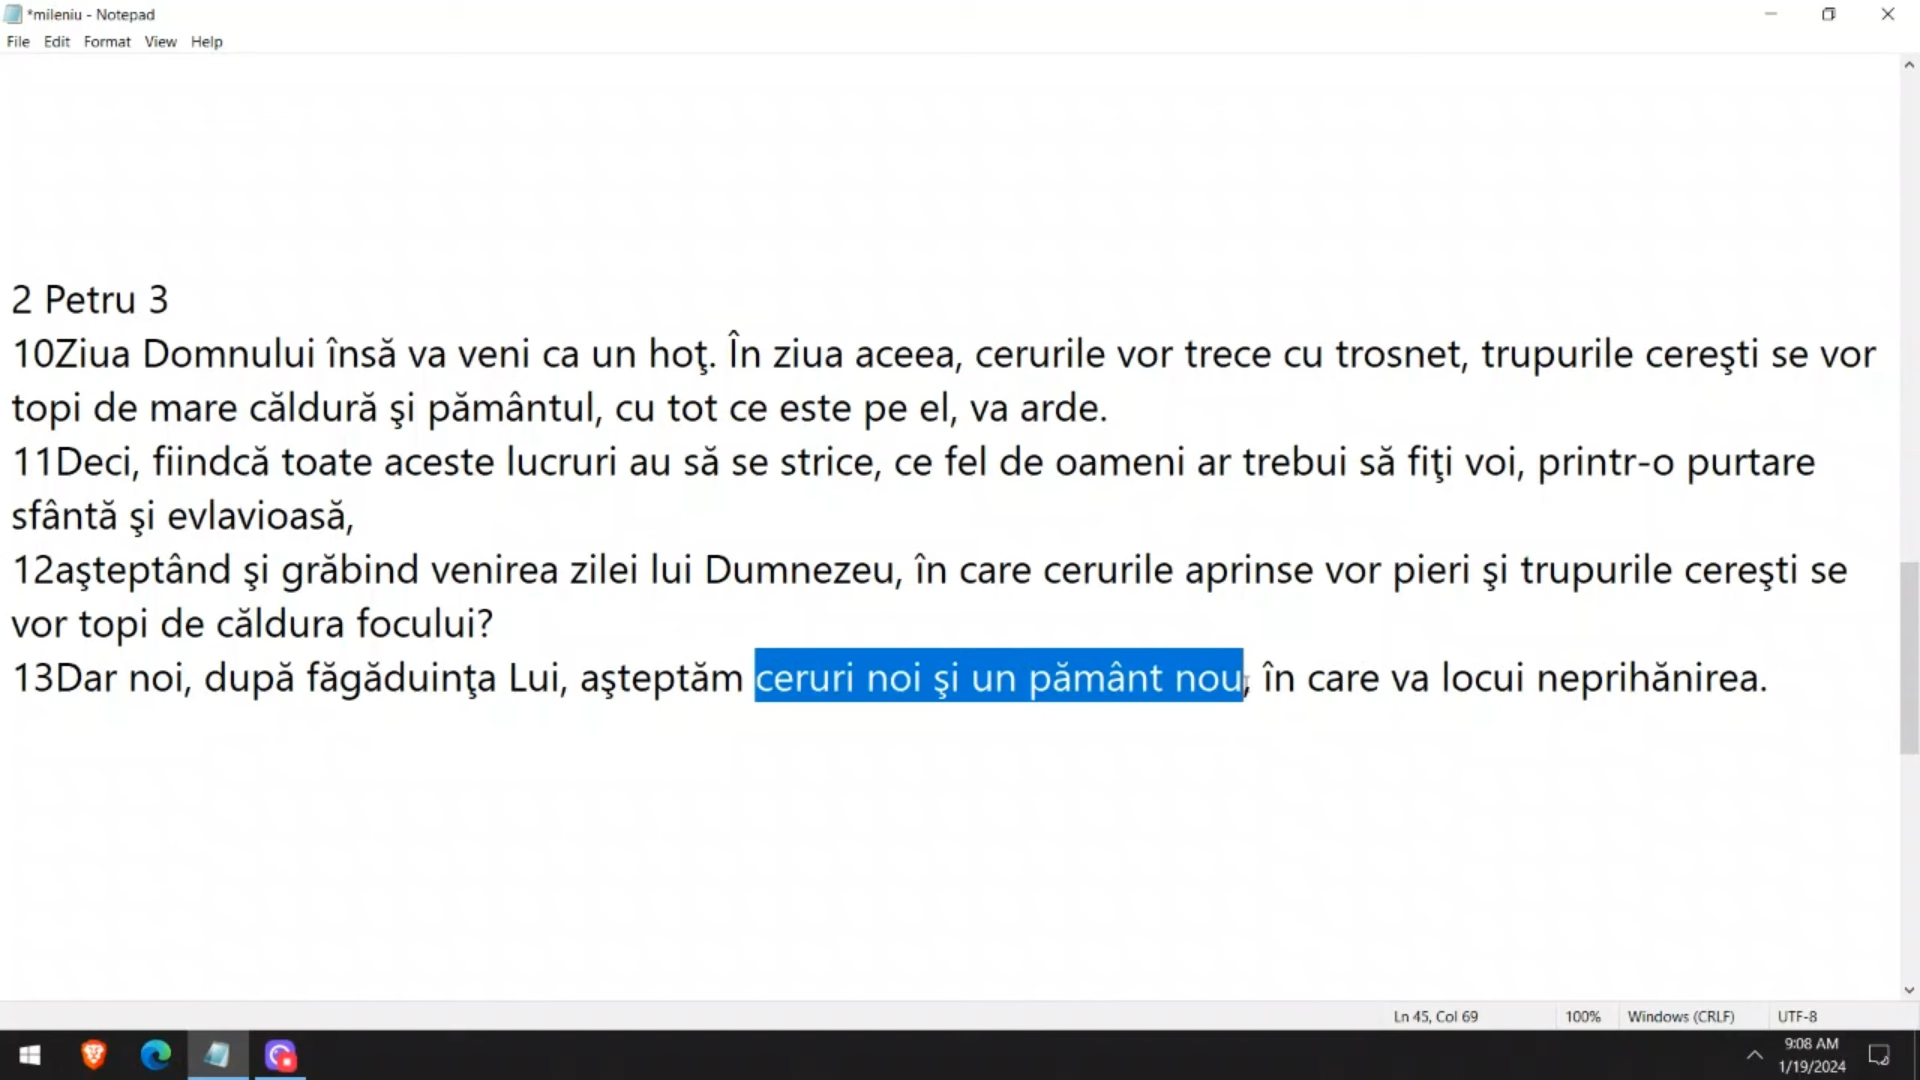 *mileniu - Notepad
File Edit Format View Help
2 Petru 3
10Ziua Domnului însă va veni ca un hoţ. În ziua aceea, cerurile vor trece cu trosnet, trupurile cereşti se vor
topi de mare căldură şi pământul, cu tot ce este pe el, va arde.
11Deci, fiindcă toate aceste lucruri au să se strice, ce fel de oameni ar trebui să fiţi voi, printr-o purtare
sfântă şi evlavioasă,
12aşteptând şi grăbind venirea zilei lui Dumnezeu, în care cerurile aprinse vor pieri şi trupurile cereşti se
vor topi de căldura focului?
13Dar noi, după făgăduinţa Lui, aşteptăm ceruri noi şi un pământ nou, în care va locui neprihănirea.
Ln 45, Col 69 100% Windows (CRLF) UTF-8
9:08 AM
1/19/2024